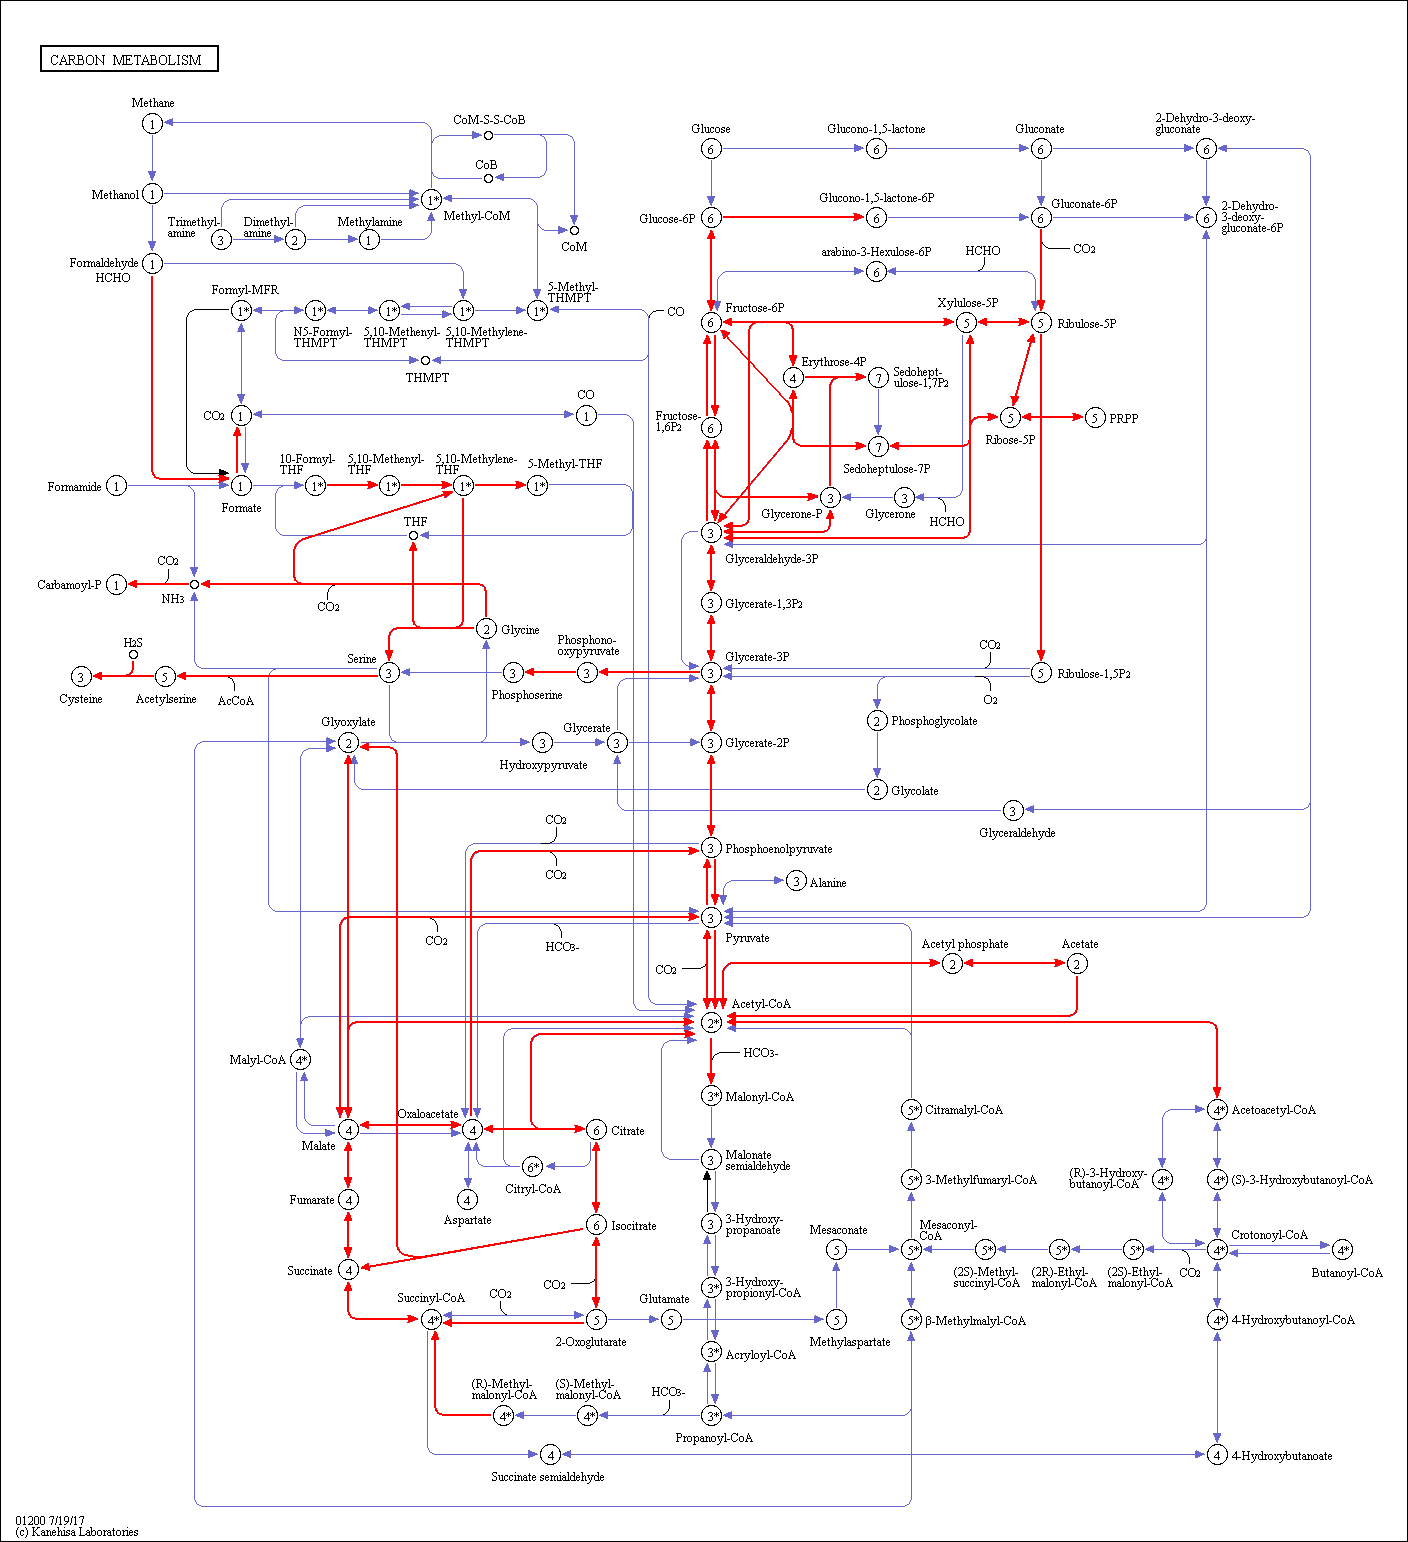 CARBON METABOLISM
Methane
1
CoM-S-S-CoB
CoB
Methanol
1
1*
Methyl-CoM
Trimethyl-
amine
3
Dimethyl-
amine
2
Methylamine
1
CoM
Formaldehyde
HCHO
1
Formyl-MFR
1*
1*
N5-Formyl-
THMPT
1*
5,10-Methenyl-
THMPT
1*
5,10-Methylene-
THMPT
5-Methyl-
THMPT
1*
CO
THMPT
CO2
1
CO
1
Formamide
1
Formate
1
10-Formyl-
THF
1*
5,10-Methenyl-
THF
1*
5,10-Methylene-
THF
1*
5-Methyl-THF
1*
THF
Carbamoyl-P
1
CO2
NH3
CO2
2
Glycine
H2S
3
Cysteine
5
Acetylserine
AcCoA
Serine
3
3
Phosphoserine
Phosphono-
oxypyruvate
3
Glyoxylate
2
3
Hydroxypyruvate
Glycerate
3
Glucose
6
Glucono-1,5-lactone
6
Gluconate
6
2-Dehydro-3-deoxy-
gluconate
6
Glucose-6P
6
Glucono-1,5-lactone-6P
6
Gluconate-6P
6
2-Dehydro-
3-deoxy-
gluconate-6P
6
CO2
arabino-3-Hexulose-6P
6
HCHO
Fructose-6P
6
Xylulose-5P
5
Ribulose-5P
5
Erythrose-4P
4
Sedohept-
ulose-1,7P2
7
Fructose-
1,6P2
6
Sedoheptulose-7P
7
Ribose-5P
5
PRPP
5
Glycerone-P
3
Glycerone
3
HCHO
3
Glyceraldehyde-3P
3
Glycerate-1,3P2
3
Glycerate-3P
CO2
O2
5
Ribulose-1,5P2
2
Phosphoglycolate
3
Glycerate-2P
2
Glycolate
3
Glyceraldehyde
3
Phosphoenolpyruvate
CO2
CO2
3
Alanine
3
Pyruvate
CO2
HCO3-
CO2
Acetyl phosphate
2
Acetate
2
Acetyl-CoA
2*
HCO3-
3*
Malonyl-CoA
3
Malonate
semialdehyde
3
3-Hydroxy-
propanoate
3*
3-Hydroxy-
propionyl-CoA
3*
Acryloyl-CoA
3*
Propanoyl-CoA
Malyl-CoA
4*
Malate
4
Oxaloacetate
4
6
Citrate
6*
Citryl-CoA
4
Aspartate
Fumarate
4
6
Isocitrate
Succinate
4
CO2
Succinyl-CoA
4*
CO2
5
2-Oxoglutarate
Glutamate
5
5
Methylaspartate
Mesaconate
5
(R)-Methyl-
malonyl-CoA
4*
(S)-Methyl-
malonyl-CoA
4*
HCO3-
4
Succinate semialdehyde
5*
Citramalyl-CoA
5*
3-Methylfumaryl-CoA
Mesaconyl-
CoA
5*
5*
β-Methylmalyl-CoA
5*
(2S)-Methyl-
succinyl-CoA
5*
(2R)-Ethyl-
malonyl-CoA
5*
(2S)-Ethyl-
malonyl-CoA
CO2
4*
Acetoacetyl-CoA
(R)-3-Hydroxy-
butanoyl-CoA
4*
4*
(S)-3-Hydroxybutanoyl-CoA
Crotonoyl-CoA
4*
4*
Butanoyl-CoA
4*
4-Hydroxybutanoyl-CoA
4
4-Hydroxybutanoate
01200 7/19/17
(c) Kanehisa Laboratories